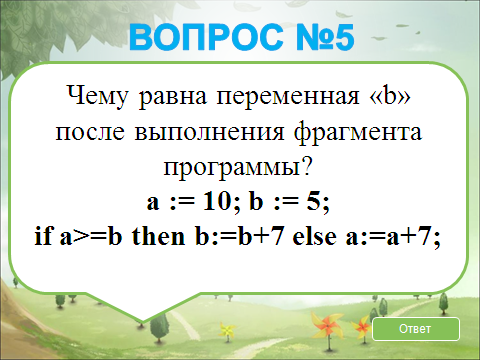 ВОПРОС №5
Чему равна переменная «b»
после выполнения фрагмента
программы?
a := 10; b := 5;
if a>=b then b:=b+7 else a:=a+7;
Ответ